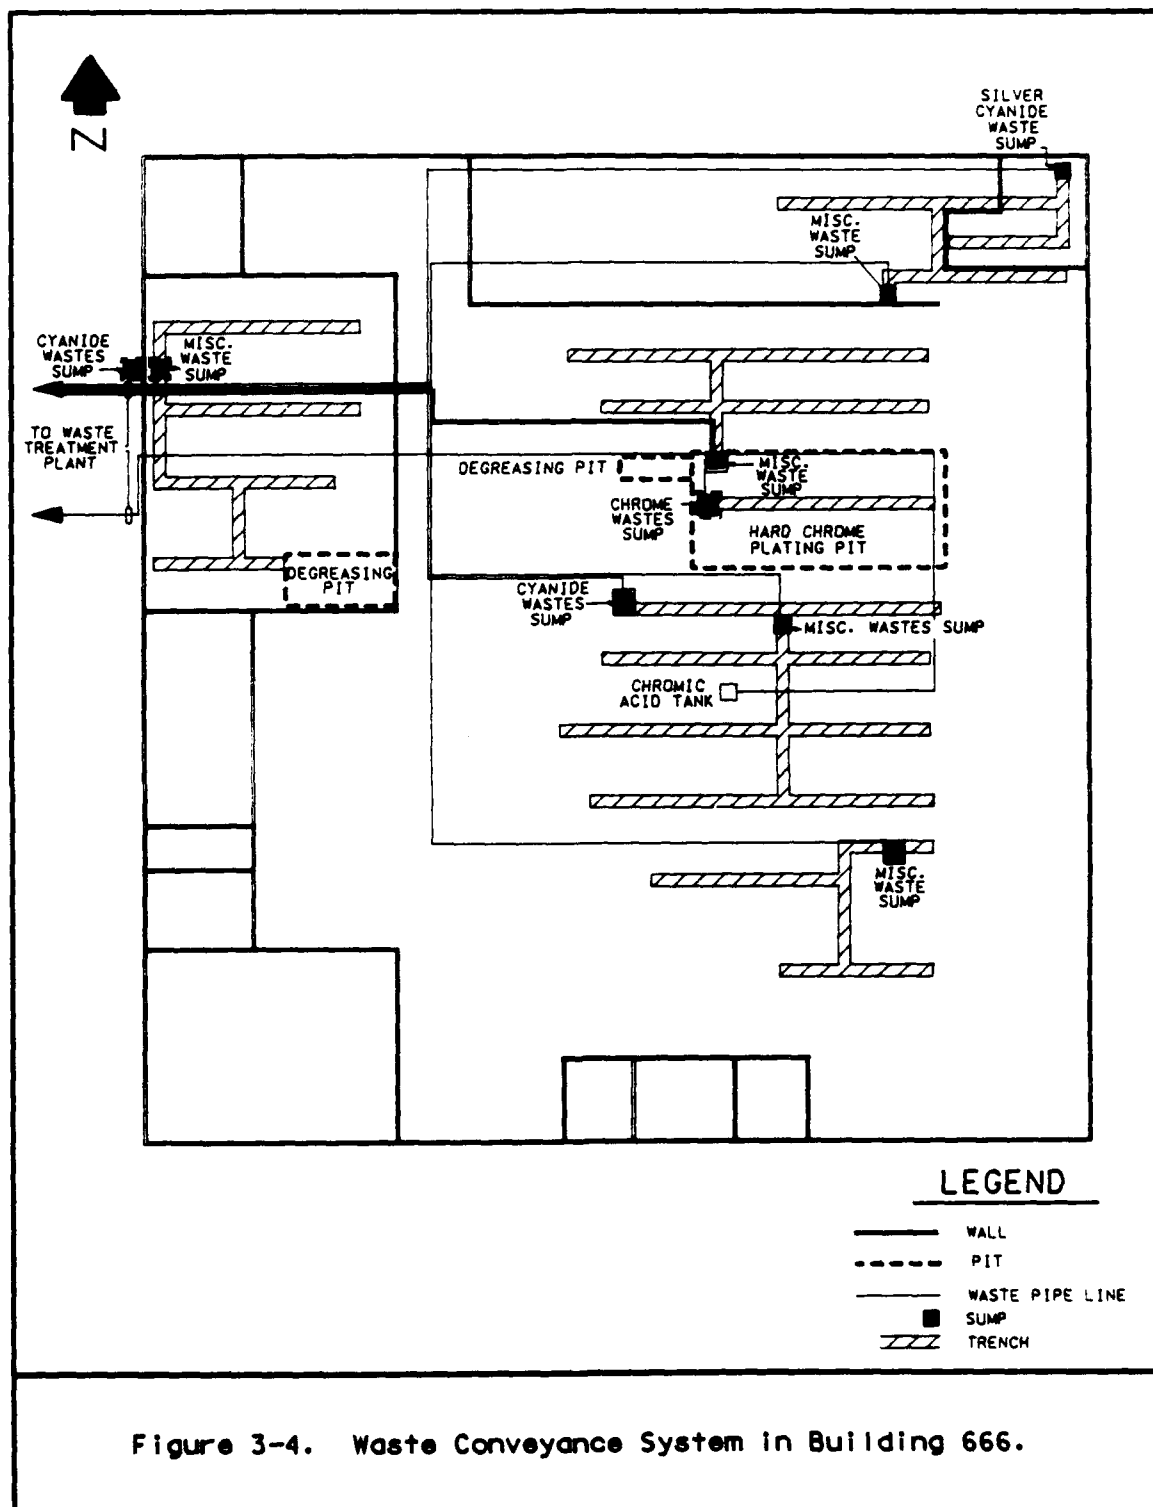 N
SILVER
CYANIDE
WASTE
SUMP
MISC.
WASTE
SUMP
CYANIDE
WASTES
SUMP
MISC.
WASTE
SUMP
TO WASTE
TREATMENT
PLANT
DEGREASING PIT
MISC.
WASTE
SUMP
CHROME
WASTES
SUMP
HARD CHROME
PLATING PIT
DEGREASING
PIT
CYANIDE
WASTES
SUMP
MISC. WASTES SUMP
CHROMIC
ACID TANK
MISC.
WASTE
SUMP
LEGEND
WALL
PIT
WASTE PIPE LINE
SUMP
TRENCH
Figure 3-4. Waste Conveyance System in Building 666.